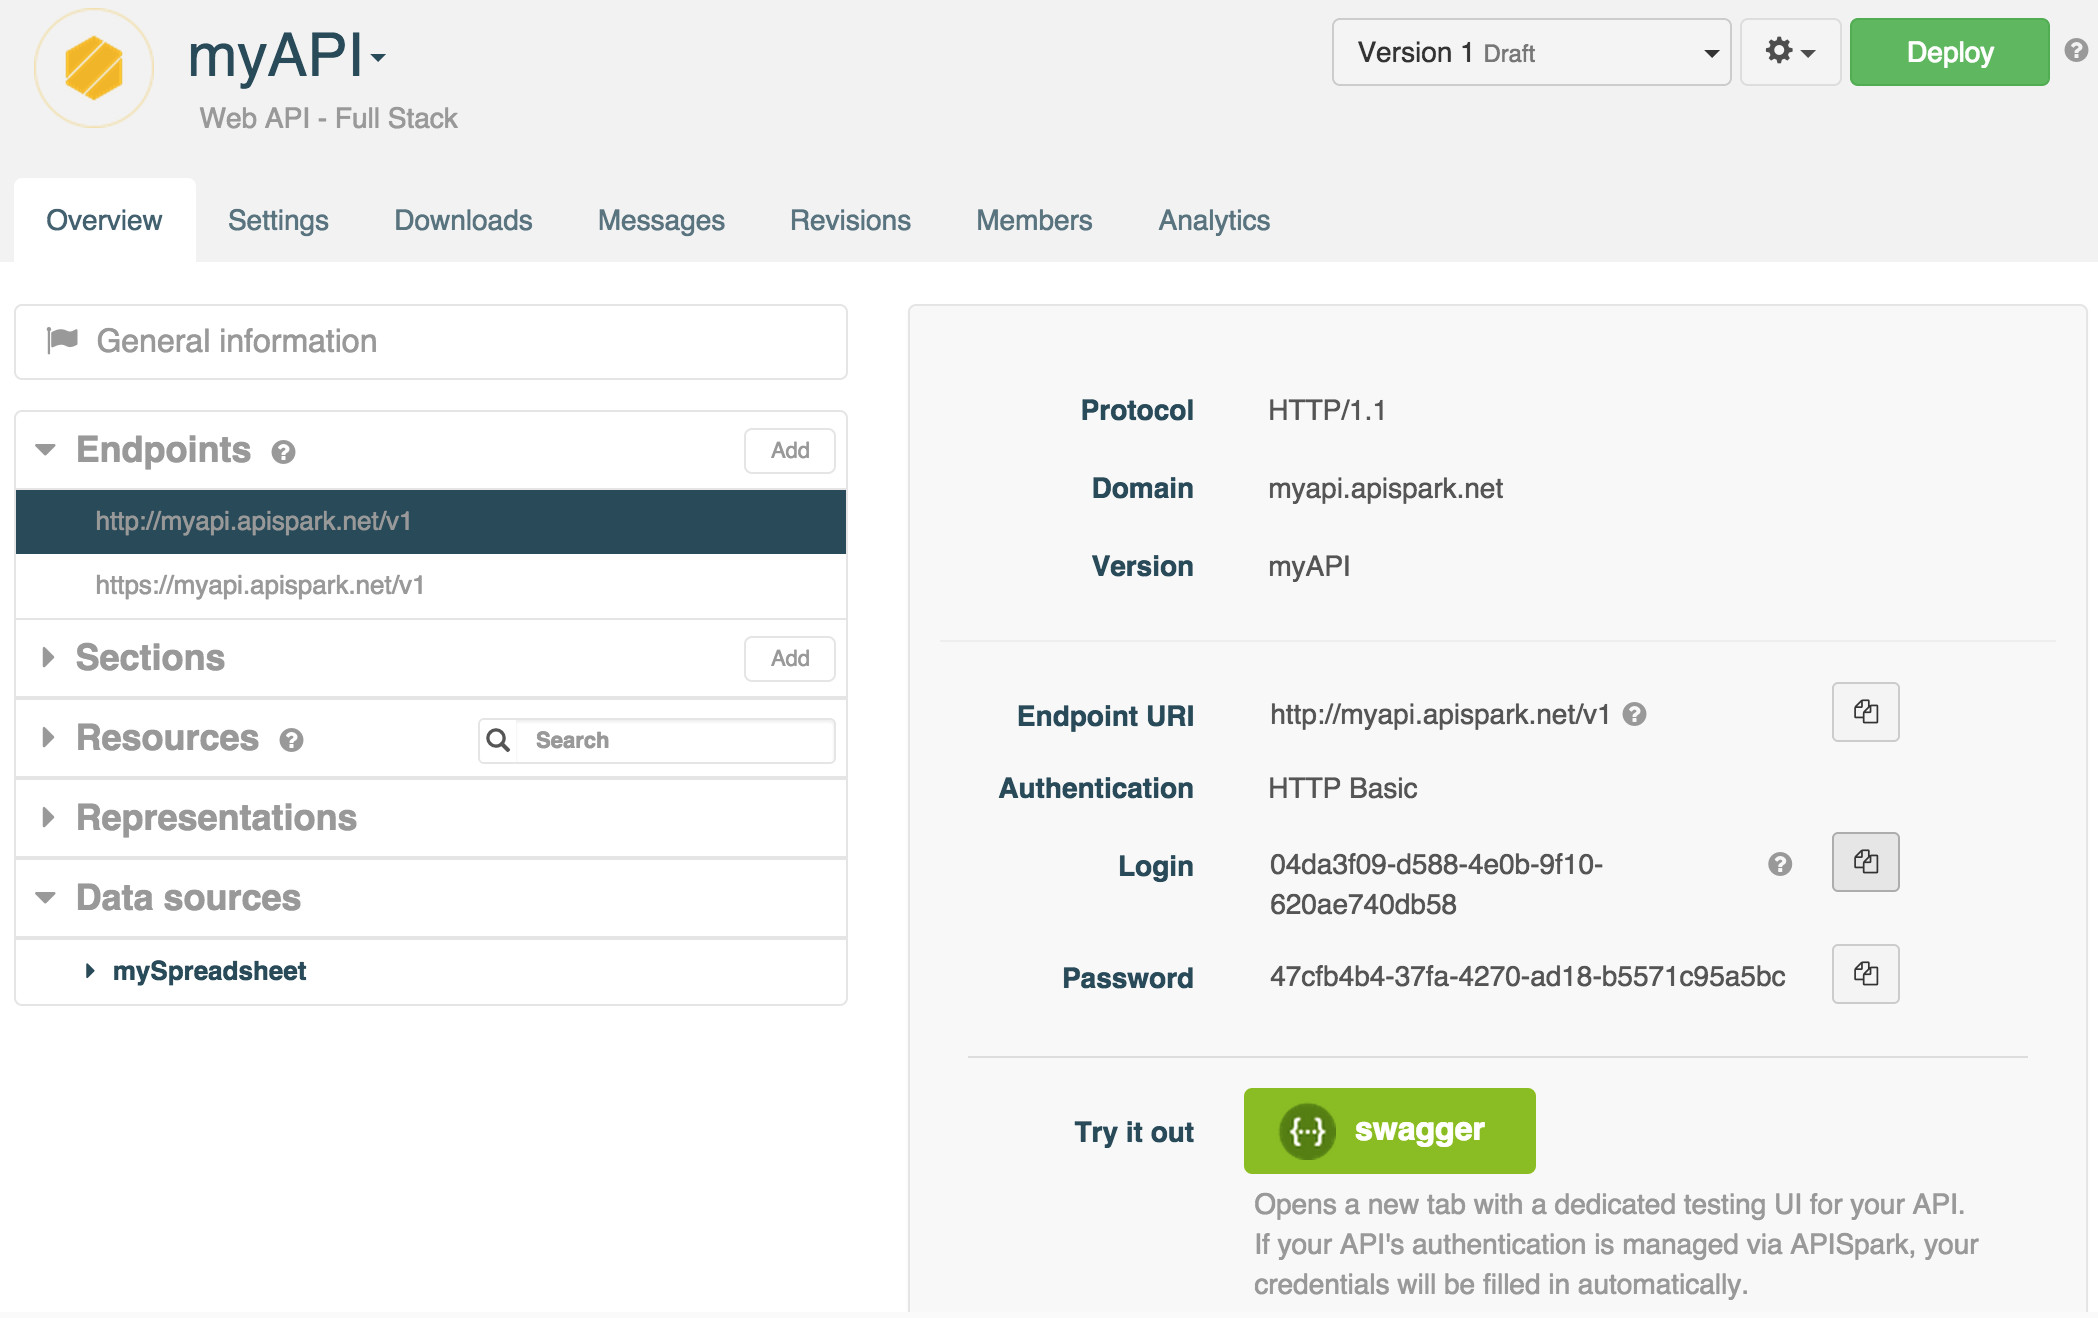 myAPI
Web API - Full Stack
Version 1 Draft
Deploy
Overview
Settings
Downloads
Messages
Revisions
Members
Analytics
General information
Endpoints
Add
http://myapi.apispark.net/v1
https://myapi.apispark.net/v1
Sections
Add
Resources
Search
Representations
Data sources
mySpreadsheet
Protocol HTTP/1.1
Domain myapi.apispark.net
Version myAPI
Endpoint URI http://myapi.apispark.net/v1
Authentication HTTP Basic
Login 04da3f09-d588-4e0b-9f10-
620ae740db58
Password 47cfb4b4-37fa-4270-ad18-b5571c95a5bc
Try it out {···} swagger
Opens a new tab with a dedicated testing UI for your API.
If your API's authentication is managed via APISpark, your
credentials will be filled in automatically.